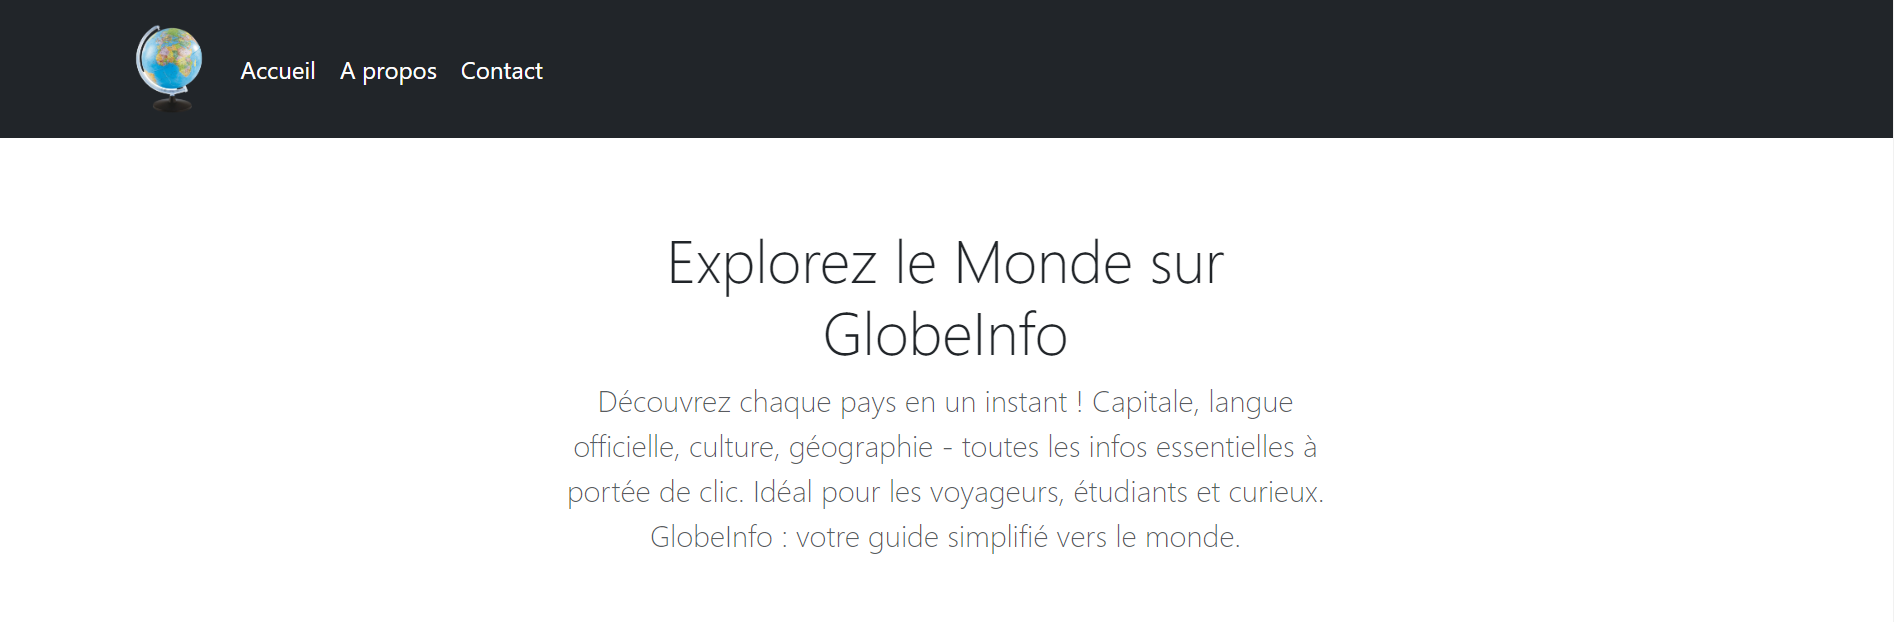 Accueil A propos Contact
Explorez le Monde sur
GlobeInfo
Découvrez chaque pays en un instant ! Capitale, langue
officielle, culture, géographie - toutes les infos essentielles à
portée de clic. Idéal pour les voyageurs, étudiants et curieux.
GlobeInfo : votre guide simplifié vers le monde.